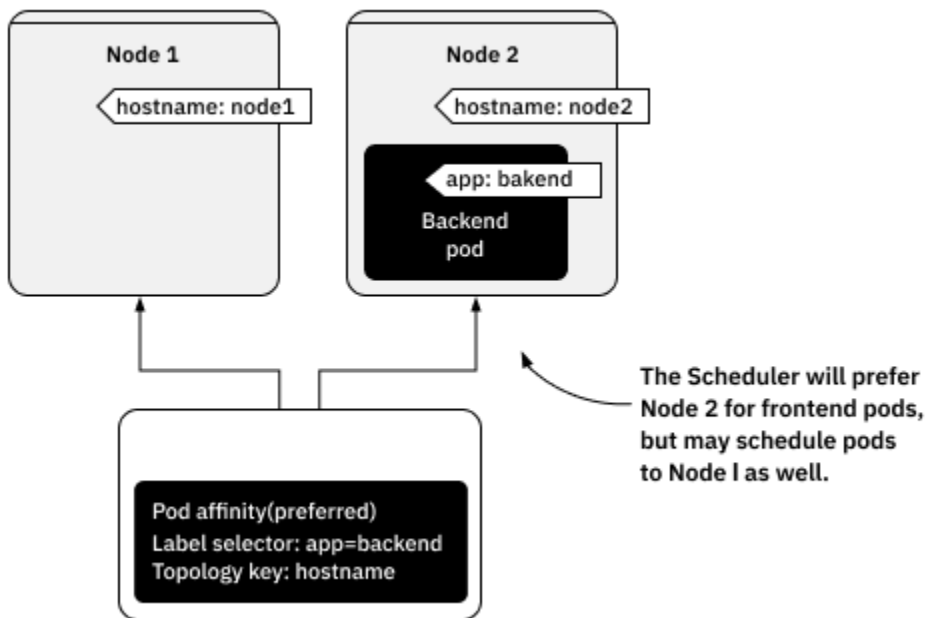 Node 1
hostname: node1
Node 2
hostname: node2
app: bakend
Backend
pod
The Scheduler will prefer
Node 2 for frontend pods,
but may schedule pods
to Node l as well.
Pod affinity(preferred)
Label selector: app=backend
Topology key: hostname